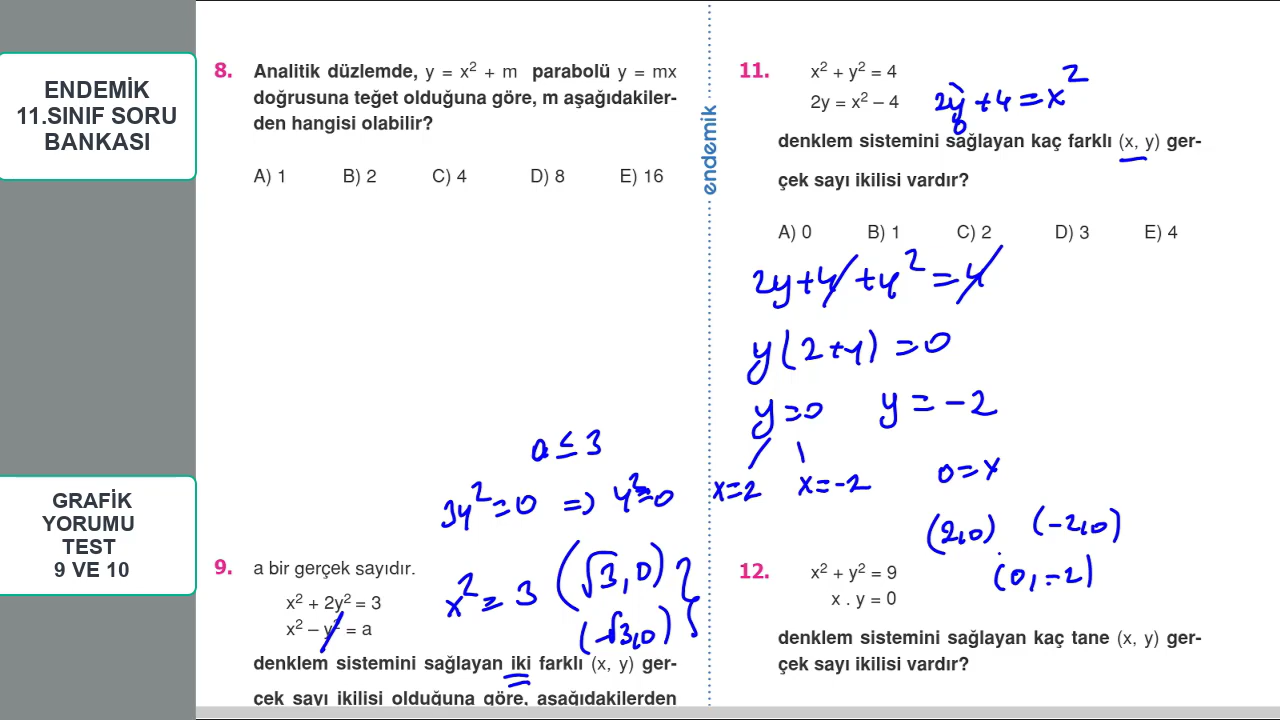 ENDEMİK
11.SINIF SORU
BANKASI
GRAFİK
YORUMU
TEST
9 VE 10
8. Analitik düzlemde, y = x² + m parabolü y = mx
doğrusuna teğet olduğuna göre, m aşağıdakiler-
den hangisi olabilir?
A) 1 B) 2 C) 4 D) 8 E) 16
a ≤ 3
3y² = 0 ⇒ y² = 0
9. a bir gerçek sayıdır.
x² + 2y² = 3
x² – y² = a
x² = 3 (√3, 0)
(-√3,0)
denklem sistemini sağlayan iki farklı (x, y) ger-
çek sayı ikilisi olduğuna göre, aşağıdakilerden
endemik
11. x² + y² = 4
2y = x² – 4
2y + 4 = x²
denklem sistemini sağlayan kaç farklı (x, y) ger-
çek sayı ikilisi vardır?
A) 0 B) 1 C) 2 D) 3 E) 4
2y + 4 + y² = 4
y(2+y) = 0
y = 0 y = -2
x=2 x=-2 0=x
(2,0) (-2,0)
(0,-2)
12. x² + y² = 9
x . y = 0
denklem sistemini sağlayan kaç tane (x, y) ger-
çek sayı ikilisi vardır?